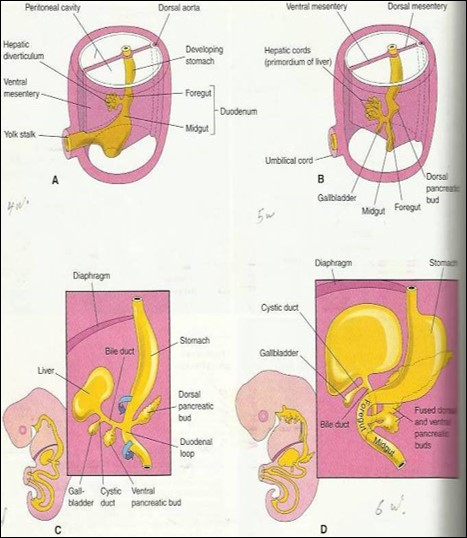 Peritoneal cavity
Dorsal aorta
Hepatic
diverticulum
Developing
stomach
Ventral
mesentery
Foregut
Duodenum
Midgut
Yolk stalk
A
4w.
Ventral mesentery
Dorsal mesentery
Hepatic cords
(primordium of liver)
Umbilical cord
B
Dorsal
pancreatic
bud
Gallbladder
Midgut
Foregut
5w
Diaphragm
Stomach
Bile duct
Liver
Dorsal
pancreatic
bud
Duodenal
loop
Gall-
bladder
Cystic
duct
Ventral
pancreatic bud
C
Diaphragm
Stomach
Cystic duct
Gallbladder
Bile duct
Foregut
Midgut
Fused
and ventral
pancreatic
buds
D
6 w.